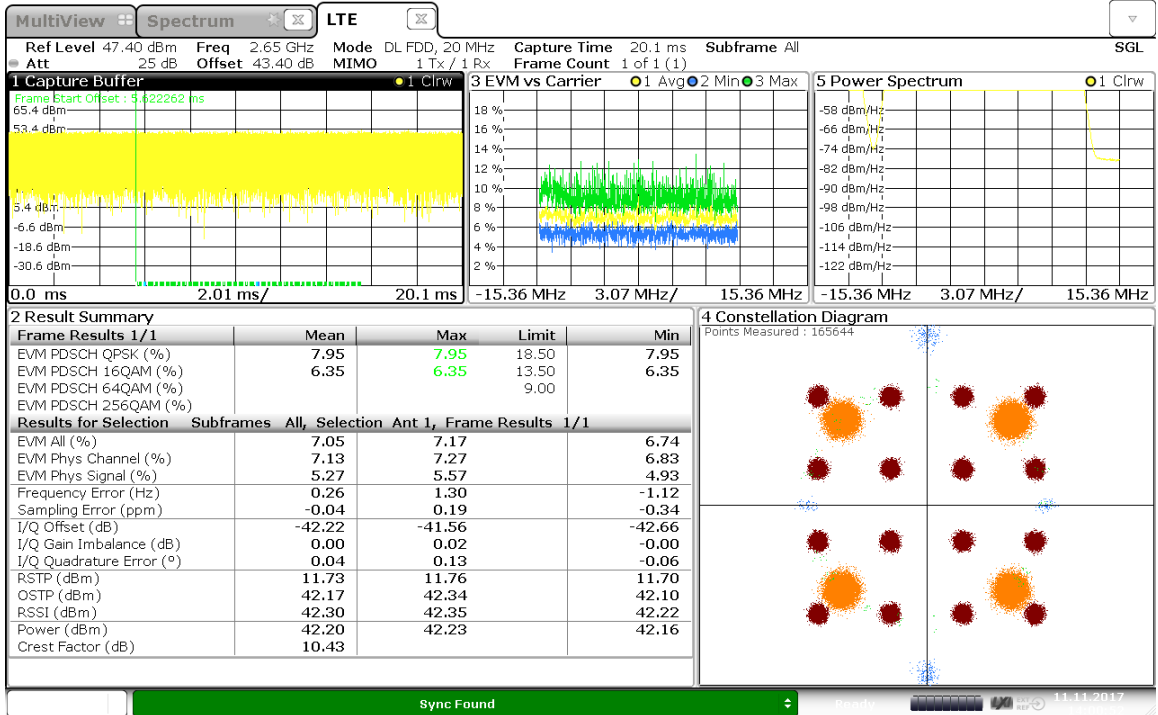 MultiView Spectrum LTE
Ref Level 47.40 dBm Freq 2.65 GHz Mode DL FDD, 20 MHz Capture Time 20.1 ms Subframe All SGL
Att 25 dB Offset 43.40 dB MIMO 1 Tx / 1 Rx Frame Count 1 of 1 (1)
1 Capture Buffer 1 Clrw
Frame Start Offset : 5.622262 ms
65.4 dBm
53.4 dBm
5.4 dBm
-6.6 dBm
-18.6 dBm
-30.6 dBm
0.0 ms 2.01 ms/ 20.1 ms
3 EVM vs Carrier 1 Avg 2 Min 3 Max
18 %
16 %
14 %
12 %
10 %
8 %
6 %
4 %
2 %
-15.36 MHz 3.07 MHz/ 15.36 MHz
5 Power Spectrum 1 Clrw
-58 dBm/Hz
-66 dBm/Hz
-74 dBm/Hz
-82 dBm/Hz
-90 dBm/Hz
-98 dBm/Hz
-106 dBm/Hz
-114 dBm/Hz
-122 dBm/Hz
-15.36 MHz 3.07 MHz/ 15.36 MHz
2 Result Summary
Frame Results 1/1 Mean Max Limit Min
EVM PDSCH QPSK (%) 7.95 7.95 18.50 7.95
EVM PDSCH 16QAM (%) 6.35 6.35 13.50 6.35
EVM PDSCH 64QAM (%) 9.00
EVM PDSCH 256QAM (%)
Results for Selection Subframes All, Selection Ant 1, Frame Results 1/1
EVM All (%) 7.05 7.17 6.74
EVM Phys Channel (%) 7.13 7.27 6.83
EVM Phys Signal (%) 5.27 5.57 4.93
Frequency Error (Hz) 0.26 1.30 -1.12
Sampling Error (ppm) -0.04 0.19 -0.34
I/Q Offset (dB) -42.22 -41.56 -42.66
I/Q Gain Imbalance (dB) 0.00 0.02 -0.00
I/Q Quadrature Error (°) 0.04 0.13 -0.06
RSTP (dBm) 11.73 11.76 11.70
OSTP (dBm) 42.17 42.34 42.10
RSSI (dBm) 42.30 42.35 42.22
Power (dBm) 42.20 42.23 42.16
Crest Factor (dB) 10.43
4 Constellation Diagram
Points Measured : 165644
Sync Found
Ready
LXI
EXT
REF
11.11.2017